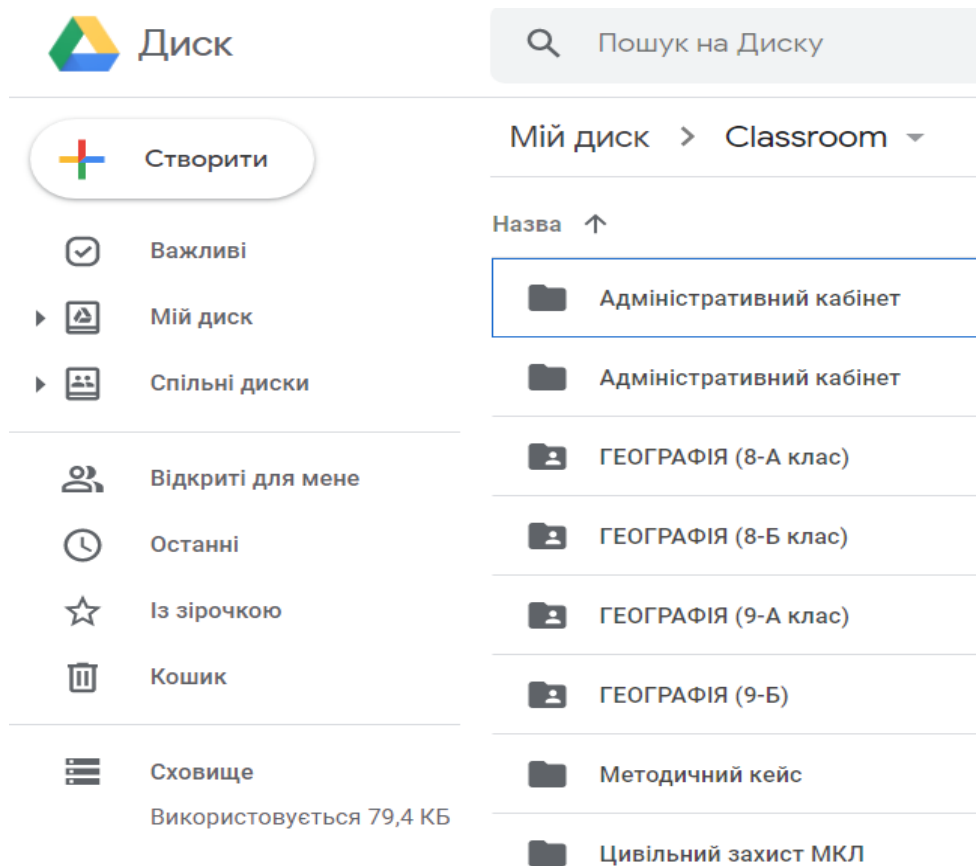 Диск
Пошук на Диску
Створити
Важливі
Мій диск
Спільні диски
Відкриті для мене
Останні
Із зірочкою
Кошик
Сховище
Використовується 79,4 КБ
Мій диск > Classroom
Назва ↑
Адміністративний кабінет
Адміністративний кабінет
ГЕОГРАФІЯ (8-А клас)
ГЕОГРАФІЯ (8-Б клас)
ГЕОГРАФІЯ (9-А клас)
ГЕОГРАФІЯ (9-Б)
Методичний кейс
Цивільний захист МКЛ